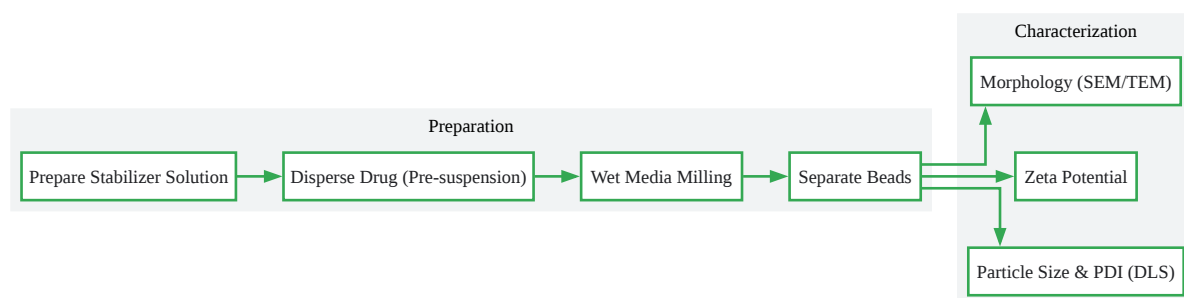 Preparation
Prepare Stabilizer Solution
Disperse Drug (Pre-suspension)
Wet Media Milling
Separate Beads
Characterization
Morphology (SEM/TEM)
Zeta Potential
Particle Size & PDI (DLS)